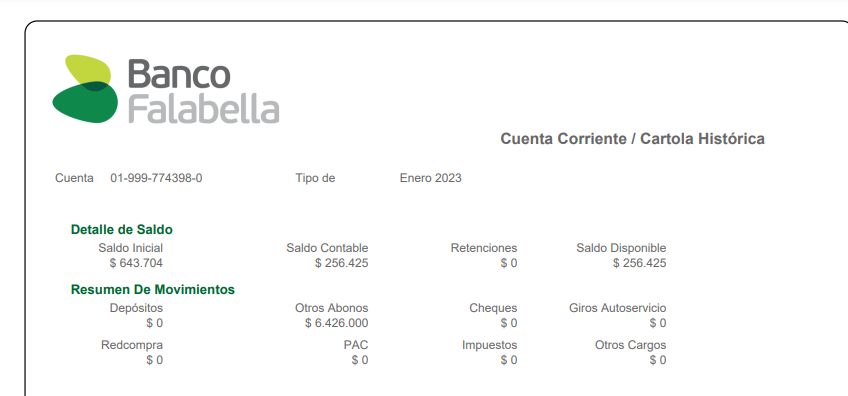 Banco
Falabella
Cuenta Corriente / Cartola Histórica
Cuenta 01-999-774398-0 Tipo de Enero 2023
Detalle de Saldo
Saldo Inicial Saldo Contable Retenciones Saldo Disponible
$ 643.704 $ 256.425 $ 0 $ 256.425
Resumen De Movimientos
Depósitos Otros Abonos Cheques Giros Autoservicio
$ 0 $ 6.426.000 $ 0 $ 0
Redcompra PAC Impuestos Otros Cargos
$ 0 $ 0 $ 0 $ 0